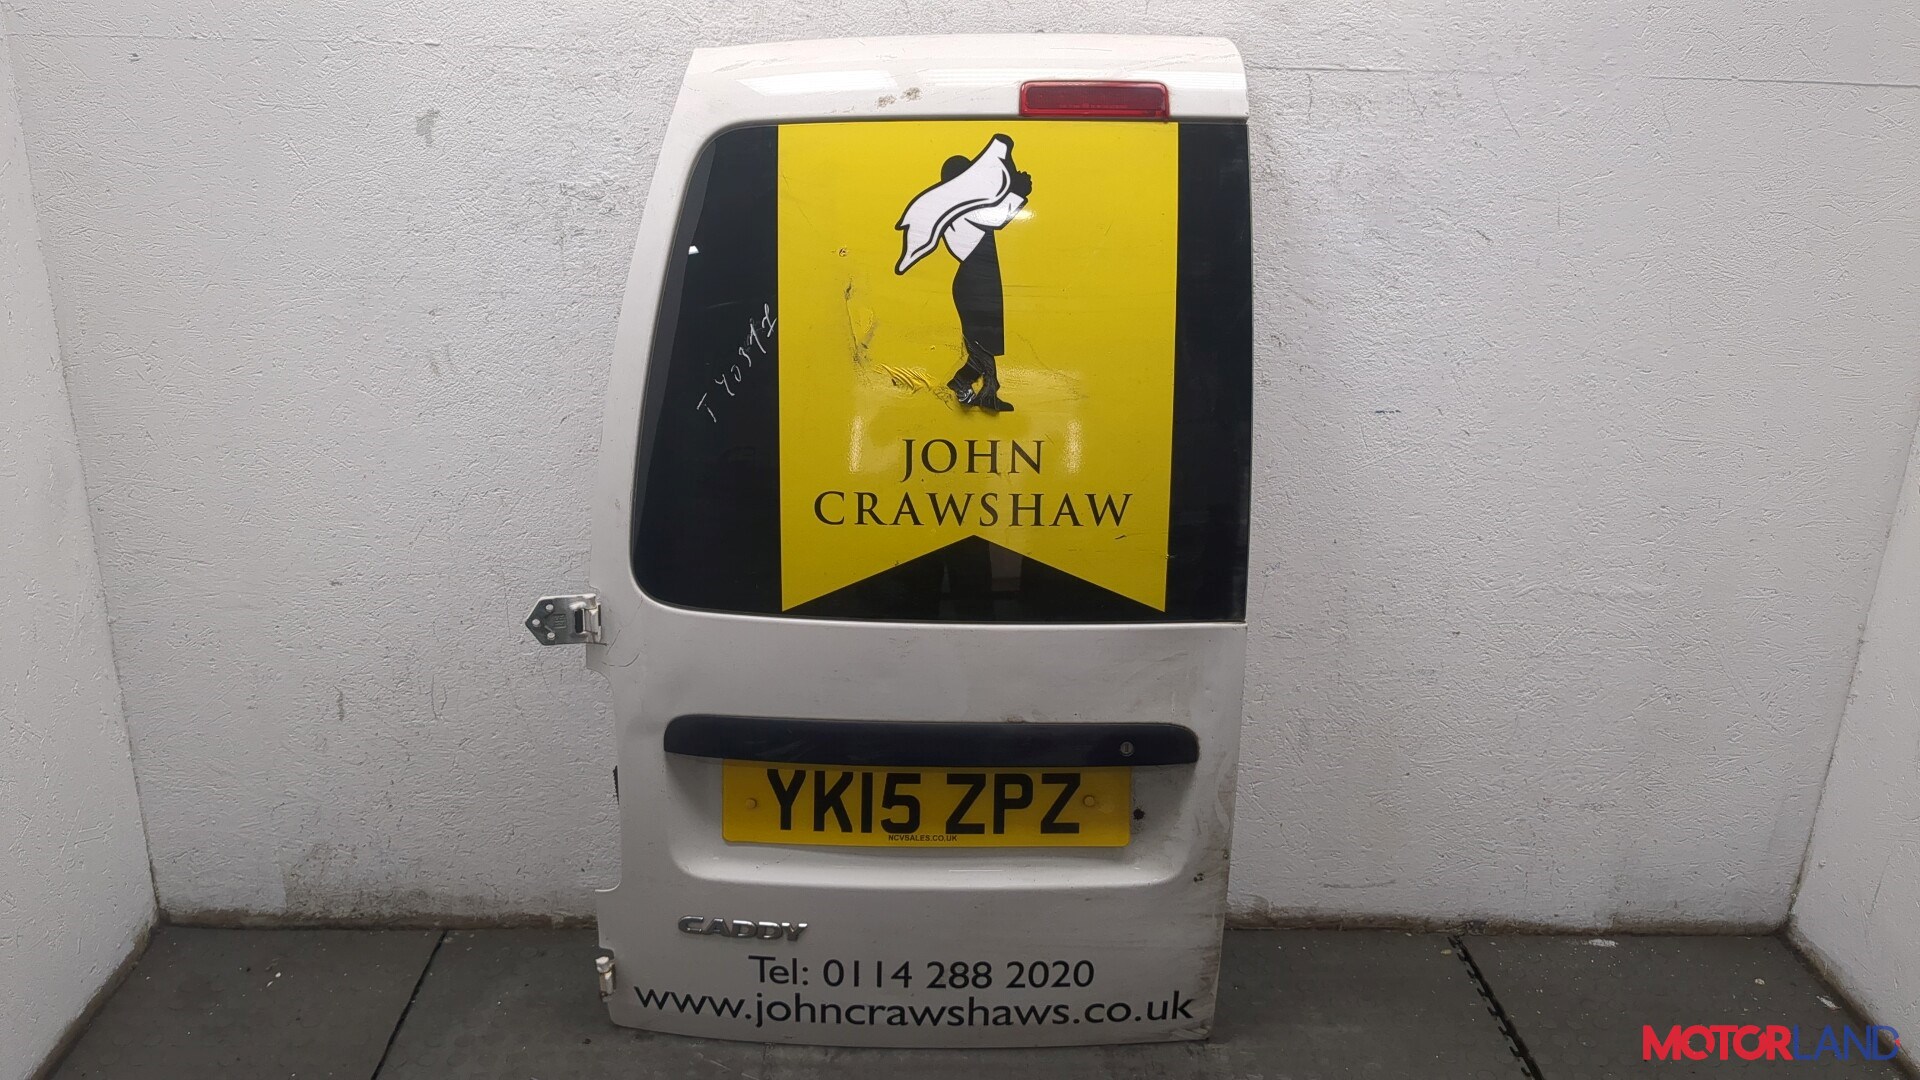 JOHN
CRAWSHAW
YK15 ZPZ
NCVSALES.CO.UK
CADDY
Tel: 0114 288 2020
www.johncrawshaws.co.uk
MOTORLAND